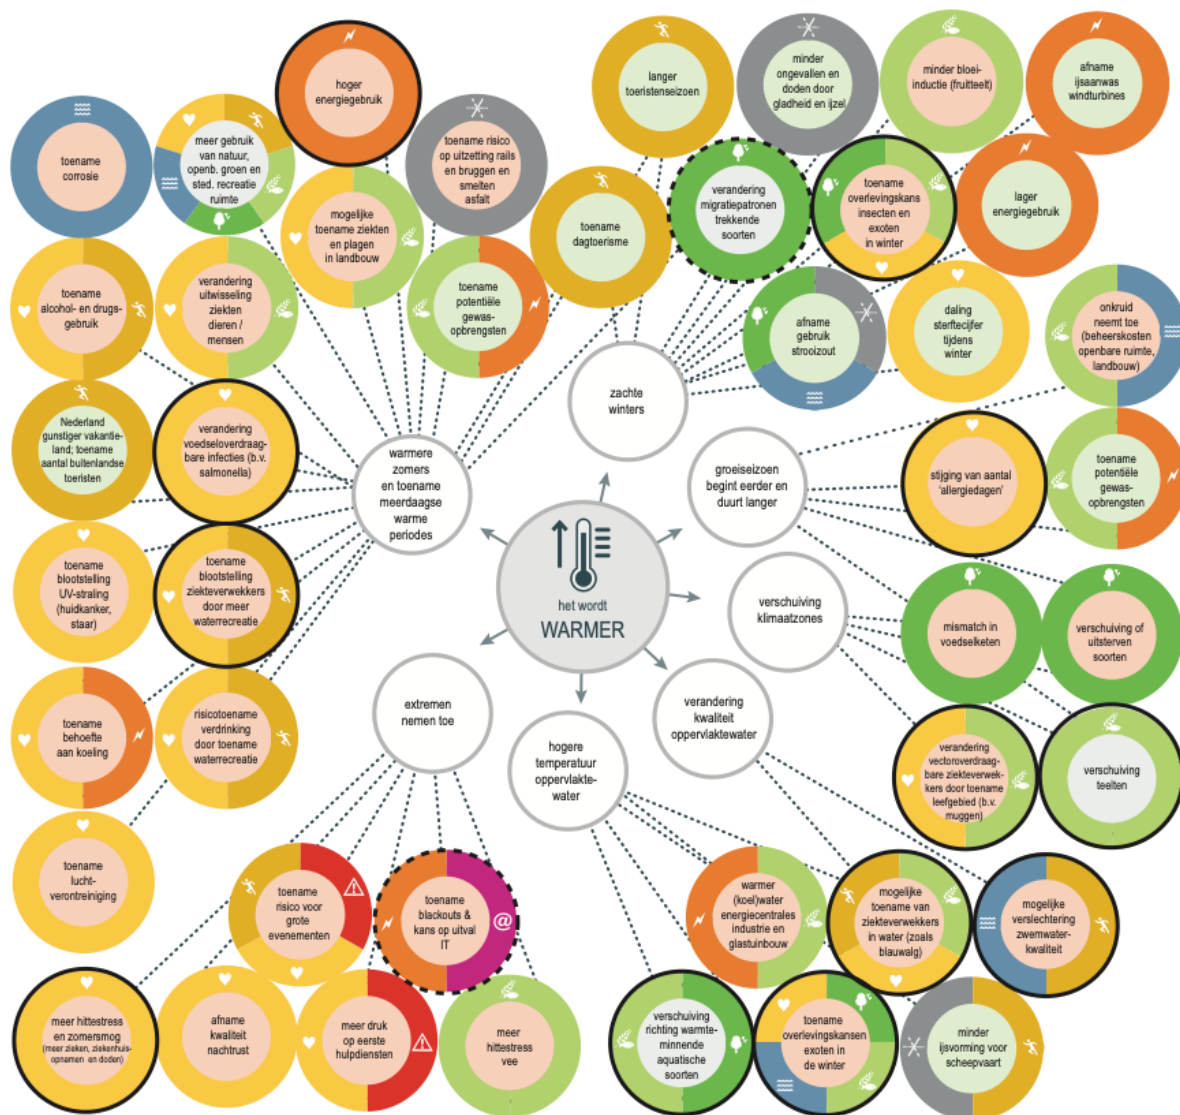 hoger
energiegebruik
langer
toeristenseizoen
minder
ongevallen en
doden door
gladheid en ijzel
minder bloei-
inductie (fruitteelt)
afname
ijsaanwas
windturbines
toename
corrosie
meer gebruik
van natuur,
openb. groen en
sted. recreatie
ruimte
toename risico
op uitzetting rails
en bruggen en
smelten
asfalt
mogelijke
toename ziekten
en plagen
in landbouw
toename
dagtoerisme
verandering
migratiepatronen
trekkende
soorten
toename
overlevingskans
insecten en
exoten
in winter
lager
energiegebruik
toename
alcohol- en drugs-
gebruik
verandering
uitwisseling
ziekten
dieren /
mensen
toename
potentiële
gewas-
opbrengsten
afname
gebruik
strooizout
daling
sterftecijfer
tijdens
winter
onkruid
neemt toe
(beheerskosten
openbare ruimte,
landbouw)
zachte
winters
Nederland
gunstiger vakantie-
land; toename
aantal buitenlandse
toeristen
verandering
voedseloverdraag-
bare infecties (b.v.
salmonella)
warmere
zomers
en toename
meerdaagse
warme
periodes
groeiseizoen
begint eerder en
duurt langer
stijging van aantal
'allergiedagen'
toename
potentiële
gewas-
opbrengsten
toename
blootstelling
UV-straling
(huidkanker,
staar)
toename
blootstelling
ziekteverwekkers
door meer
waterrecreatie
het wordt
WARMER
verschuiving
klimaatzones
mismatch in
voedselketen
verschuiving of
uitsterven
soorten
toename
behoefte
aan koeling
risicotoename
verdrinking
door toename
waterrecreatie
extremen
nemen toe
hogere
temperatuur
oppervlakte-
water
verandering
kwaliteit
oppervlaktewater
verandering
vectoroverdraag-
bare ziekteverwek-
kers door toename
leefgebied (b.v.
muggen)
verschuiving
teelten
toename
lucht-
verontreiniging
toename
risico voor
grote
evenementen
toename
blackouts &
kans op uitval
IT
@
warmer
(koel)water
energiecentrales
industrie en
glastuinbouw
mogelijke
toename van
ziekteverwekkers
in water (zoals
blauwalg)
mogelijke
verslechtering
zwemwater-
kwaliteit
meer hittestress
en zomersmog
(meer zieken, ziekenhuis-
opnamen en doden)
afname
kwaliteit
nachtrust
meer druk
op eerste
hulpdiensten
meer
hittestress
vee
verschuiving
richting warmte-
minnende
aquatische
soorten
toename
overlevingskansen
exoten in
de winter
minder
ijsvorming voor
scheepvaart